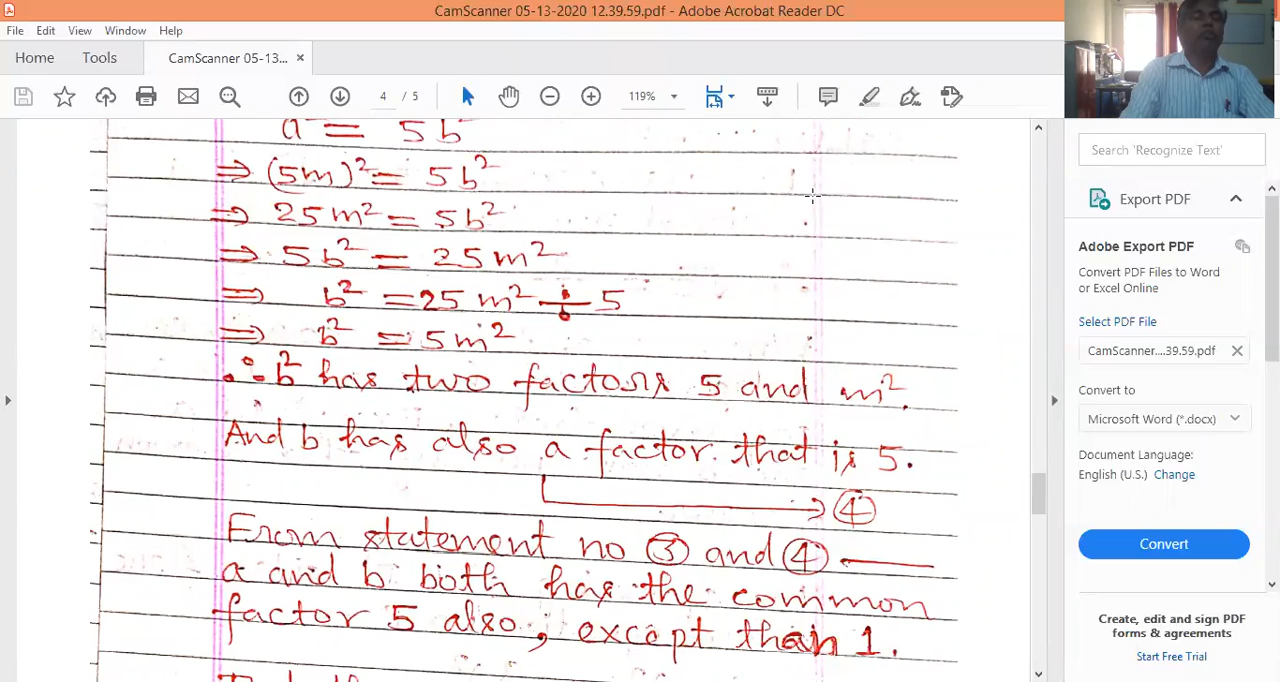 CamScanner 05-13-2020 12.39.59.pdf - Adobe Acrobat Reader DC
File Edit View Window Help
Home Tools CamScanner 05-13... ×
4 / 5 119%
a = 5b²
⇒ (5m)² = 5b²
⇒ 25m² = 5b²
⇒ 5b² = 25m²
⇒ b² = 25m² ÷ 5
⇒ b² = 5m²
∴ b² has two factors 5 and m².
And b has also a factor that is 5.
④
From statement no ③ and ④ —
a and b both has the common
factor 5 also, except than 1.
Search 'Recognize Text'
Export PDF
Adobe Export PDF
Convert PDF Files to Word
or Excel Online
Select PDF File
CamScanner....39.59.pdf
Convert to
Microsoft Word (*.docx)
Document Language:
English (U.S.) Change
Convert
Create, edit and sign PDF
forms & agreements
Start Free Trial